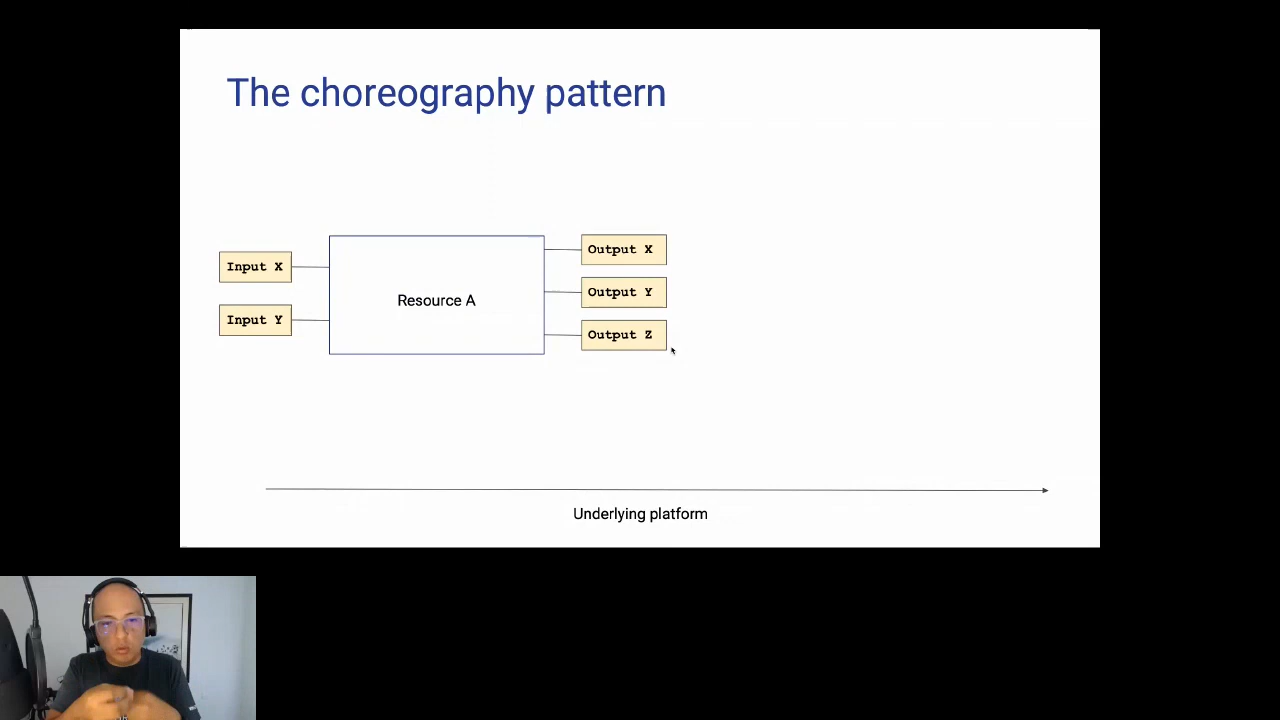 The choreography pattern
Input X
Input Y
Resource A
Output X
Output Y
Output Z
Underlying platform